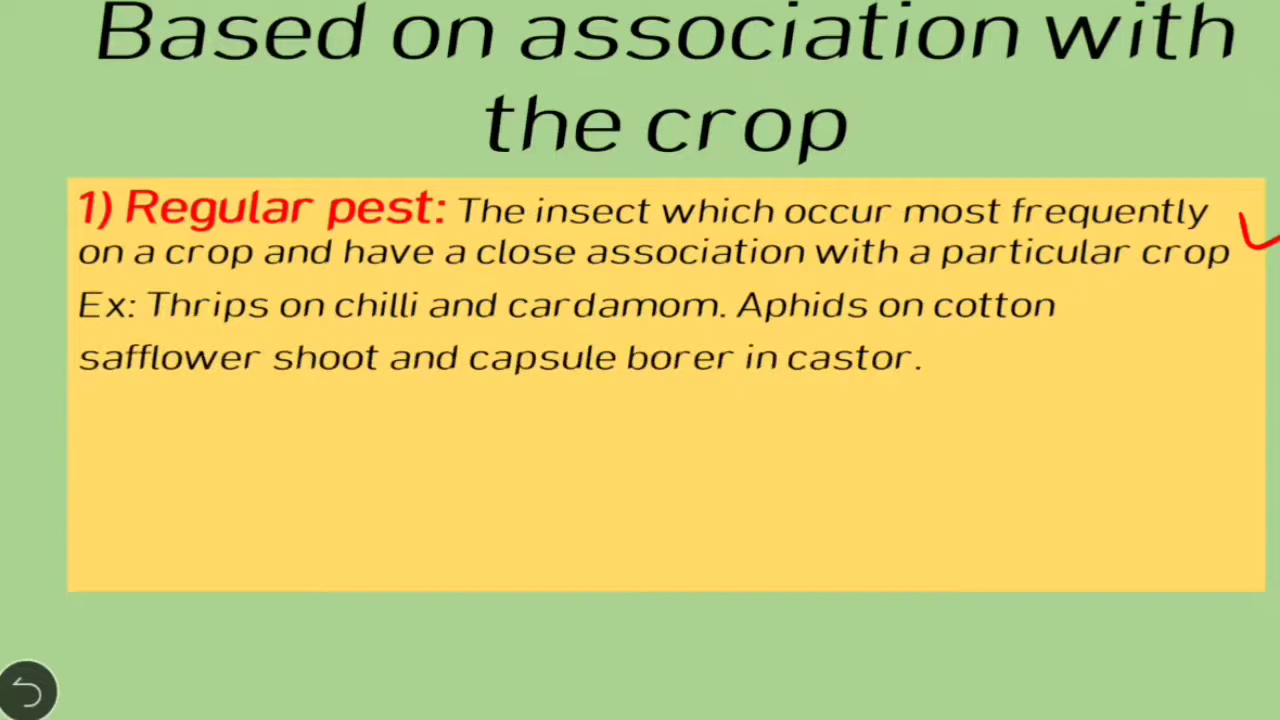 Based on association with
the crop
1) Regular pest: The insect which occur most frequently
on a crop and have a close association with a particular crop
Ex: Thrips on chilli and cardamom. Aphids on cotton
safflower shoot and capsule borer in castor.